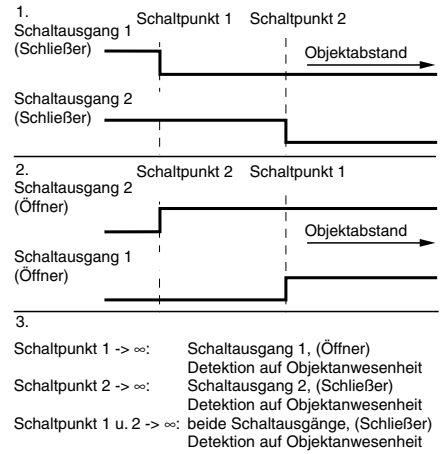 1.
Schaltpunkt 1 Schaltpunkt 2
Schaltausgang 1
(Schließer)
Objektabstand
Schaltausgang 2
(Schließer)
2.
Schaltpunkt 2 Schaltpunkt 1
Schaltausgang 2
(Öffner)
Objektabstand
Schaltausgang 1
(Öffner)
3.
Schaltpunkt 1 -> ∞: Schaltausgang 1, (Öffner)
Detektion auf Objektanwesenheit
Schaltpunkt 2 -> ∞: Schaltausgang 2, (Schließer)
Detektion auf Objektanwesenheit
Schaltpunkt 1 u. 2 -> ∞: beide Schaltausgänge, (Schließer)
Detektion auf Objektanwesenheit